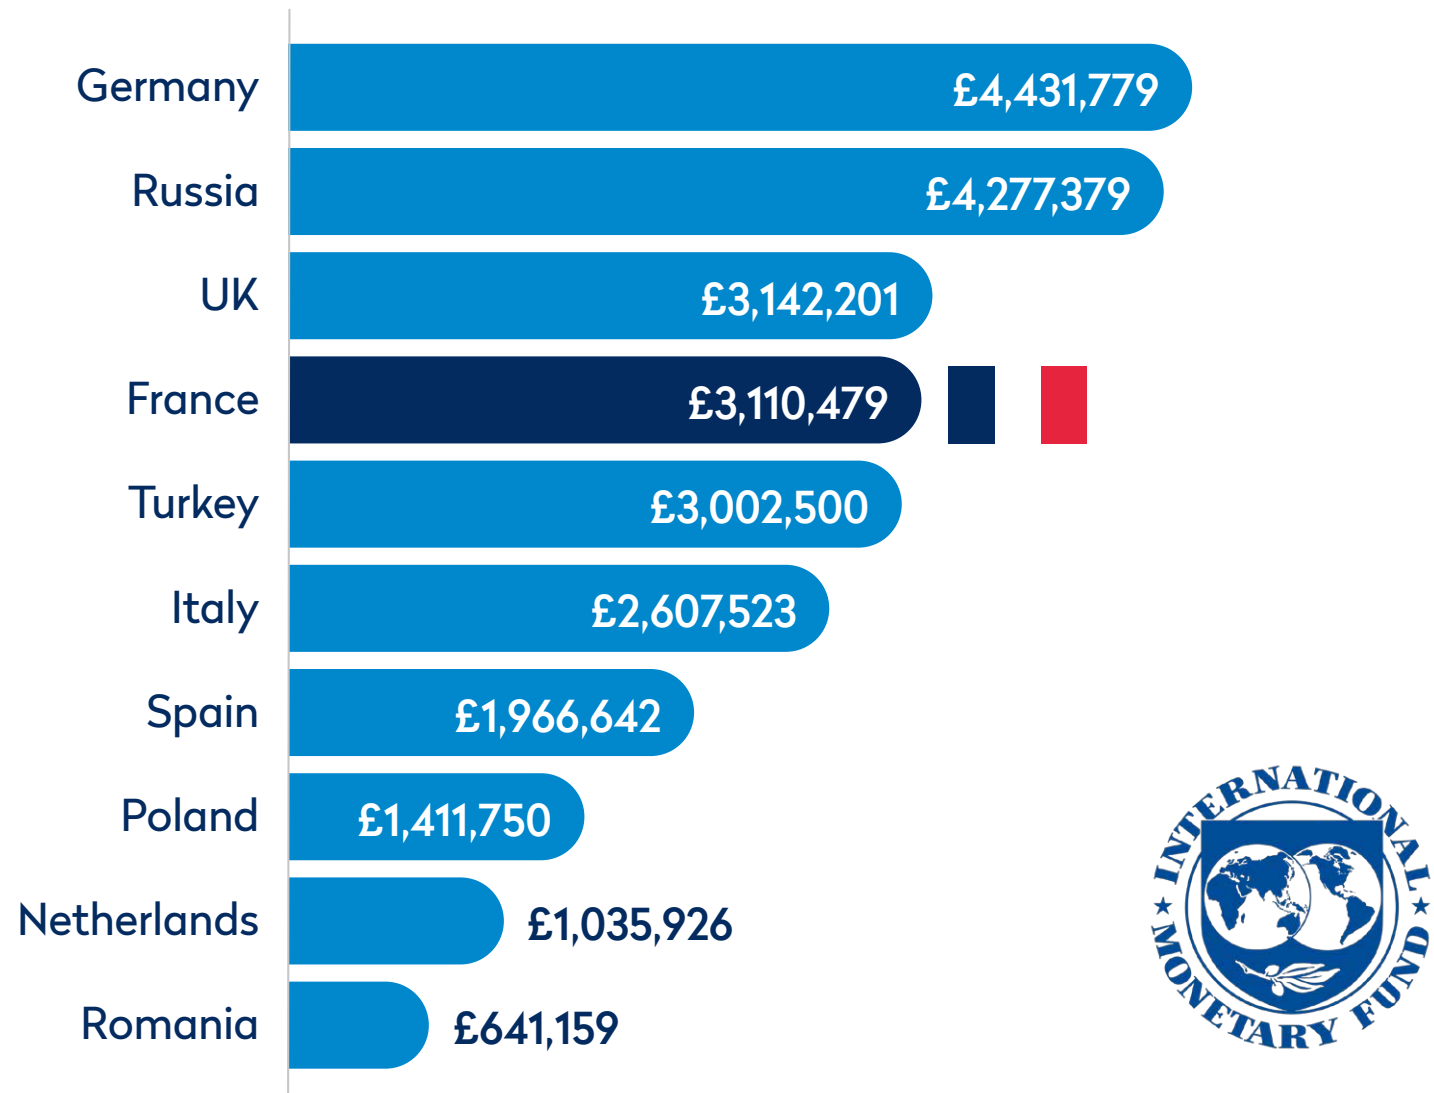 Germany £4,431,779
Russia £4,277,379
UK £3,142,201
France £3,110,479
Turkey £3,002,500
Italy £2,607,523
Spain £1,966,642
Poland £1,411,750
Netherlands £1,035,926
Romania £641,159
INTERNATIONAL
MONETARY FUND